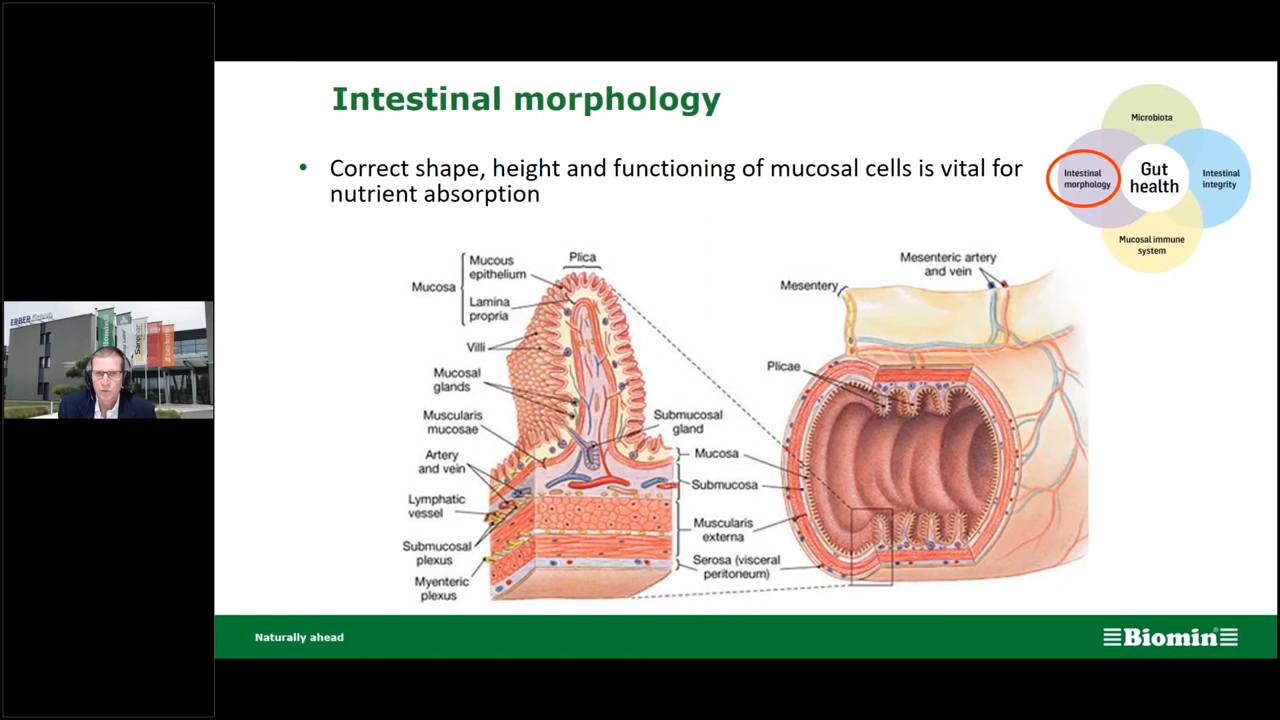 Intestinal morphology
• Correct shape, height and functioning of mucosal cells is vital for
nutrient absorption
Microbiota
Intestinal
morphology
Gut
health
Intestinal
integrity
Mucosal immune
system
Mucosa
Mucous
epithelium
Lamina
propria
Plica
Villi
Mucosal
glands
Muscularis
mucosae
Artery
and vein
Lymphatic
vessel
Submucosal
plexus
Myenteric
plexus
Submucosal
gland
Mucosa
Submucosa
Muscularis
externa
Serosa (visceral
peritoneum)
Mesenteric artery
and vein
Mesentery
Plicae
ERBER Group
Biomin
Naturally ahead
Biomin